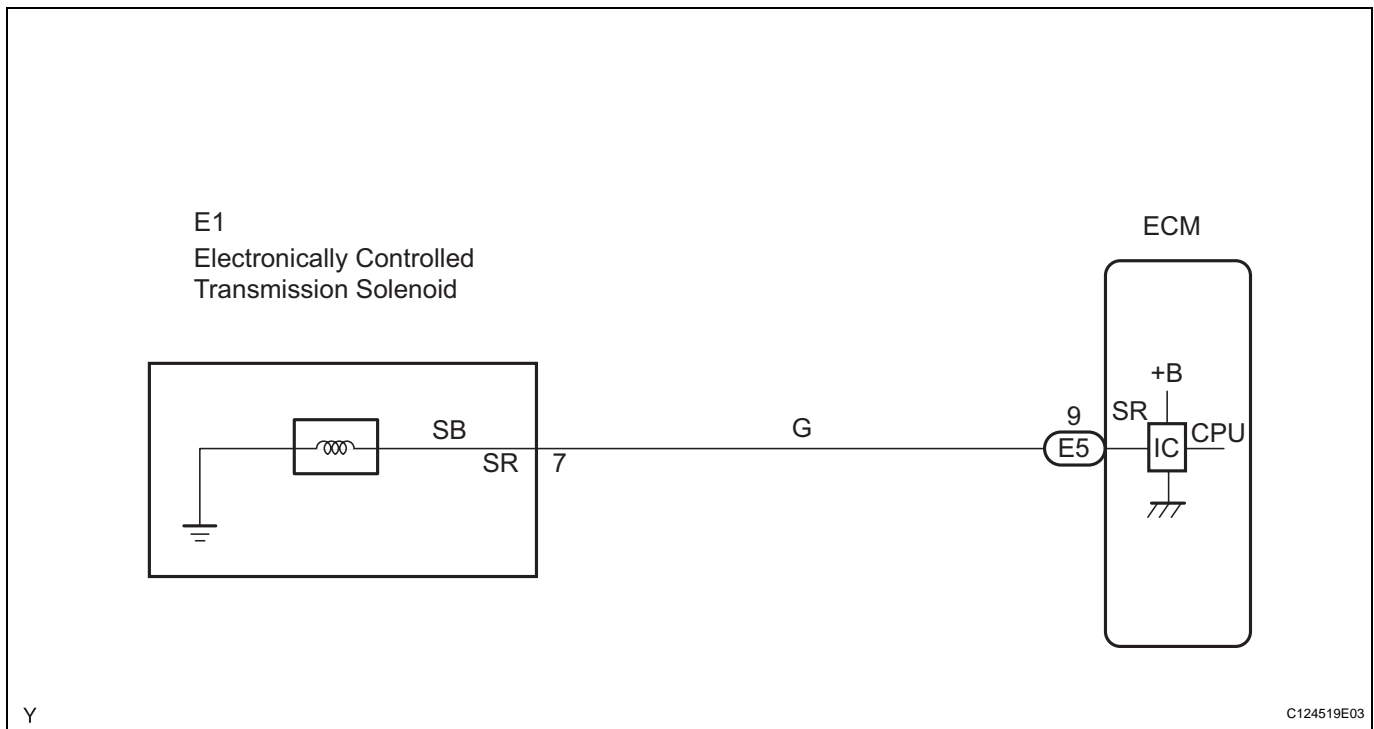 E1
Electronically Controlled
Transmission Solenoid
ECM
+B
SB
SR
7
G
9
E5
SR
IC
CPU
Y
C124519E03